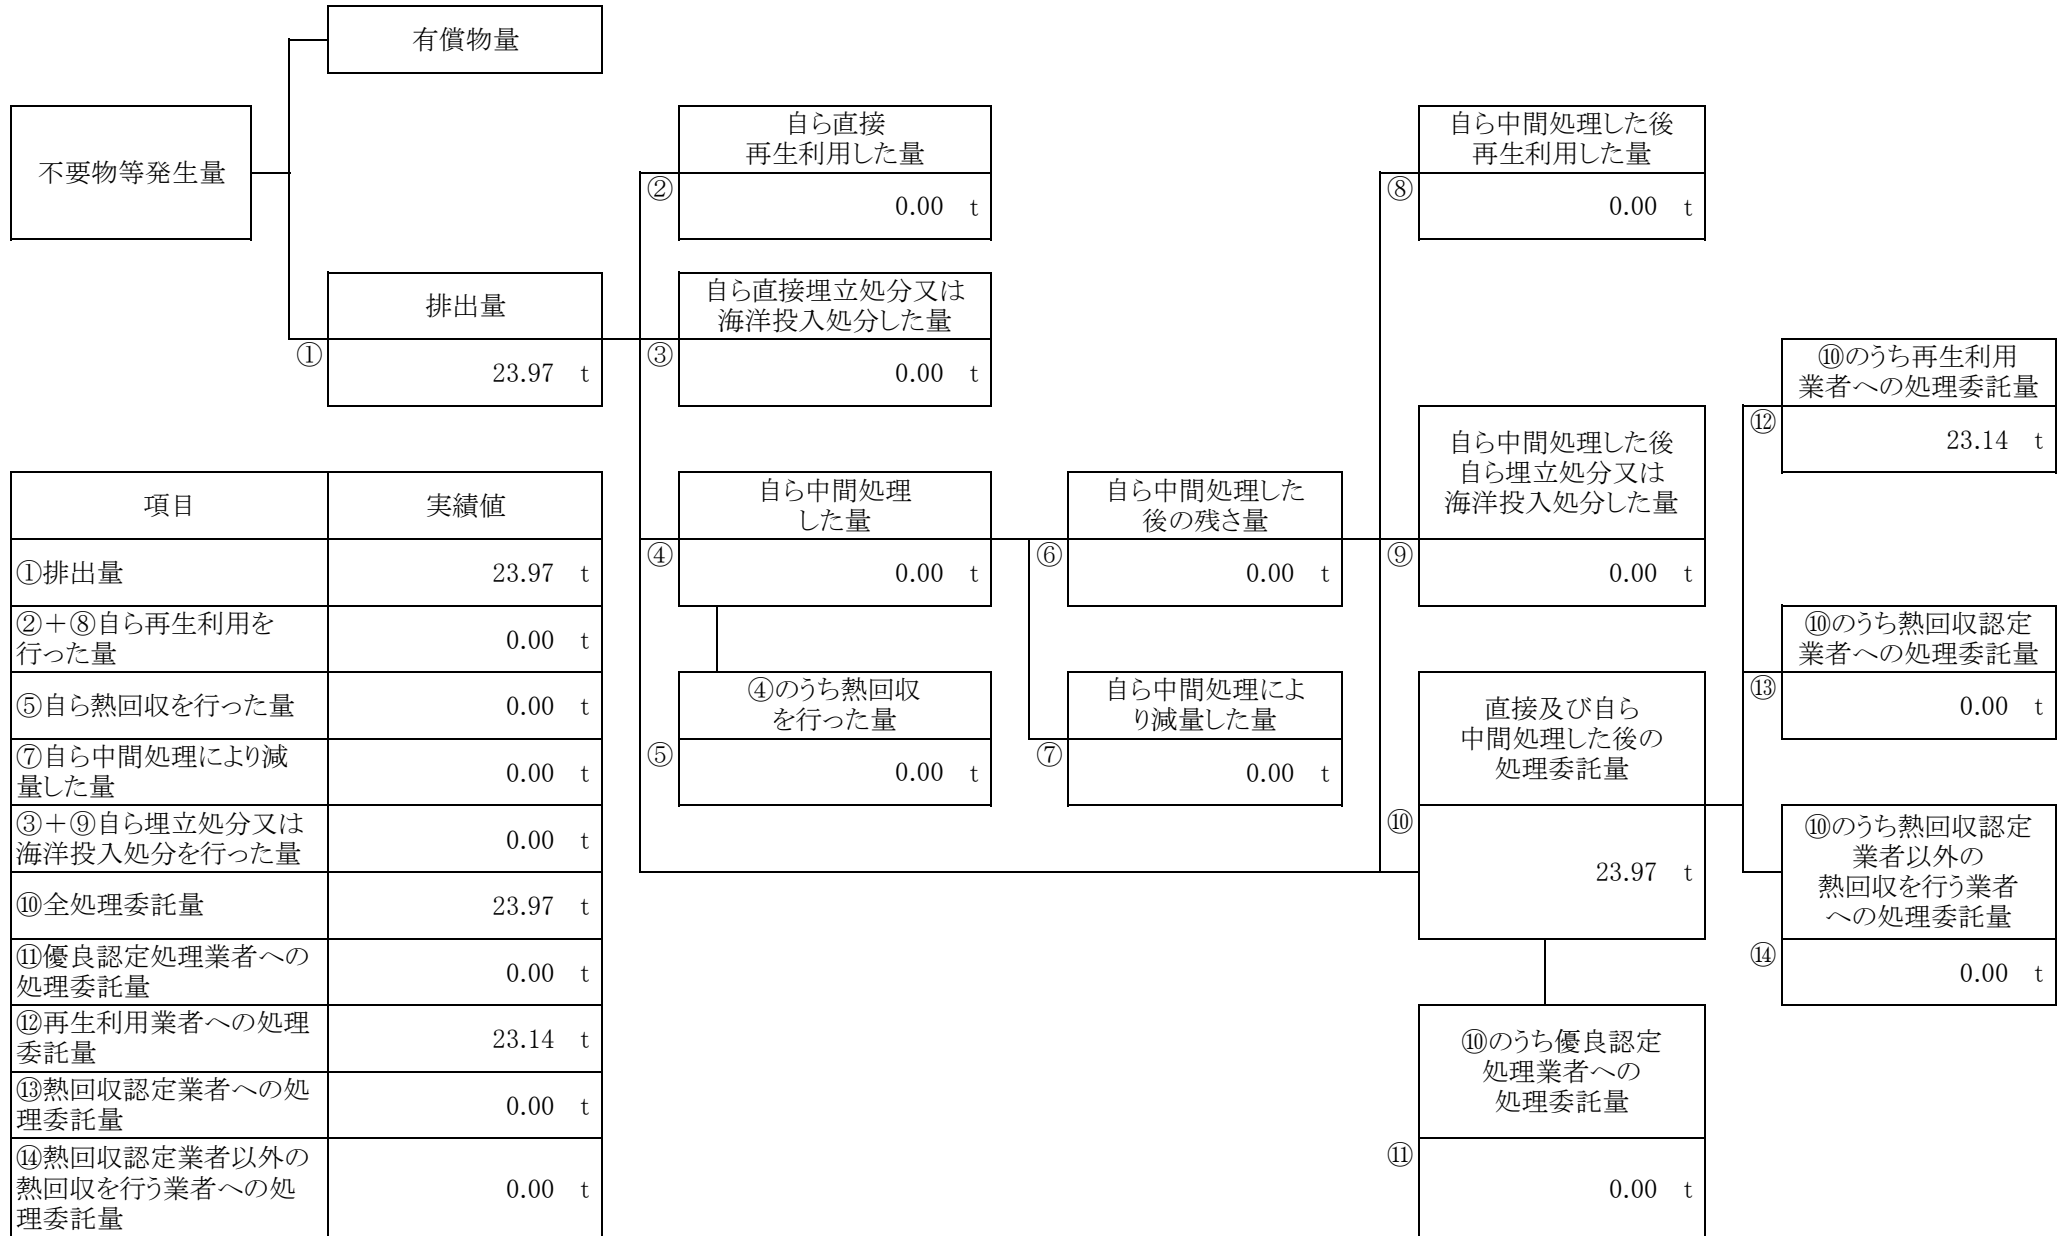 有償物量
不要物等発生量
自ら直接
再生利用した量
②
0.00 t
自ら中間処理した後
再生利用した量
⑧
0.00 t
排出量
①
23.97 t
自ら直接埋立処分又は
海洋投入処分した量
③
0.00 t
⑩のうち再生利用
業者への処理委託量
⑫
23.14 t
自ら中間処理
した量
④
0.00 t
自ら中間処理した
後の残さ量
⑥
0.00 t
自ら中間処理した後
自ら埋立処分又は
海洋投入処分した量
⑨
0.00 t
⑩のうち熱回収認定
業者への処理委託量
⑬
0.00 t
④のうち熱回収
を行った量
⑤
0.00 t
自ら中間処理によ
り減量した量
⑦
0.00 t
直接及び自ら
中間処理した後の
処理委託量
⑩
23.97 t
⑩のうち熱回収認定
業者以外の
熱回収を行う業者
への処理委託量
⑭
0.00 t
⑩のうち優良認定
処理業者への
処理委託量
⑪
0.00 t
項目 実績値
①排出量 23.97 t
②+⑧自ら再生利用を
行った量 0.00 t
⑤自ら熱回収を行った量 0.00 t
⑦自ら中間処理により減
量した量 0.00 t
③+⑨自ら埋立処分又は
海洋投入処分を行った量 0.00 t
⑩全処理委託量 23.97 t
⑪優良認定処理業者への
処理委託量 0.00 t
⑫再生利用業者への処理
委託量 23.14 t
⑬熱回収認定業者への処
理委託量 0.00 t
⑭熱回収認定業者以外の
熱回収を行う業者への処
理委託量 0.00 t